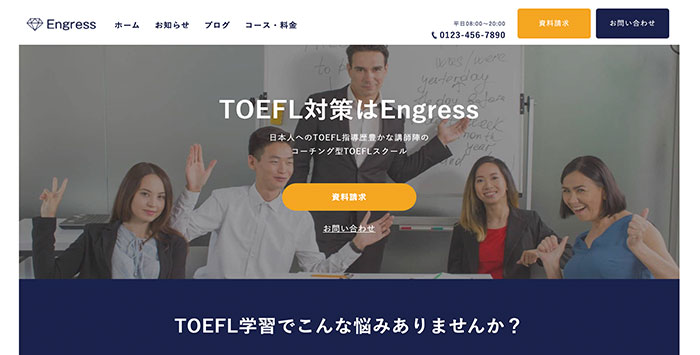 Engress
ホーム お知らせ ブログ コース・料金
平日08:00〜20:00
0123-456-7890
資料請求
お問い合わせ
TOEFL対策はEngress
日本人へのTOEFL指導歴豊かな講師陣の
コーチング型TOEFLスクール
資料請求
お問い合わせ
TOEFL学習でこんな悩みありませんか？